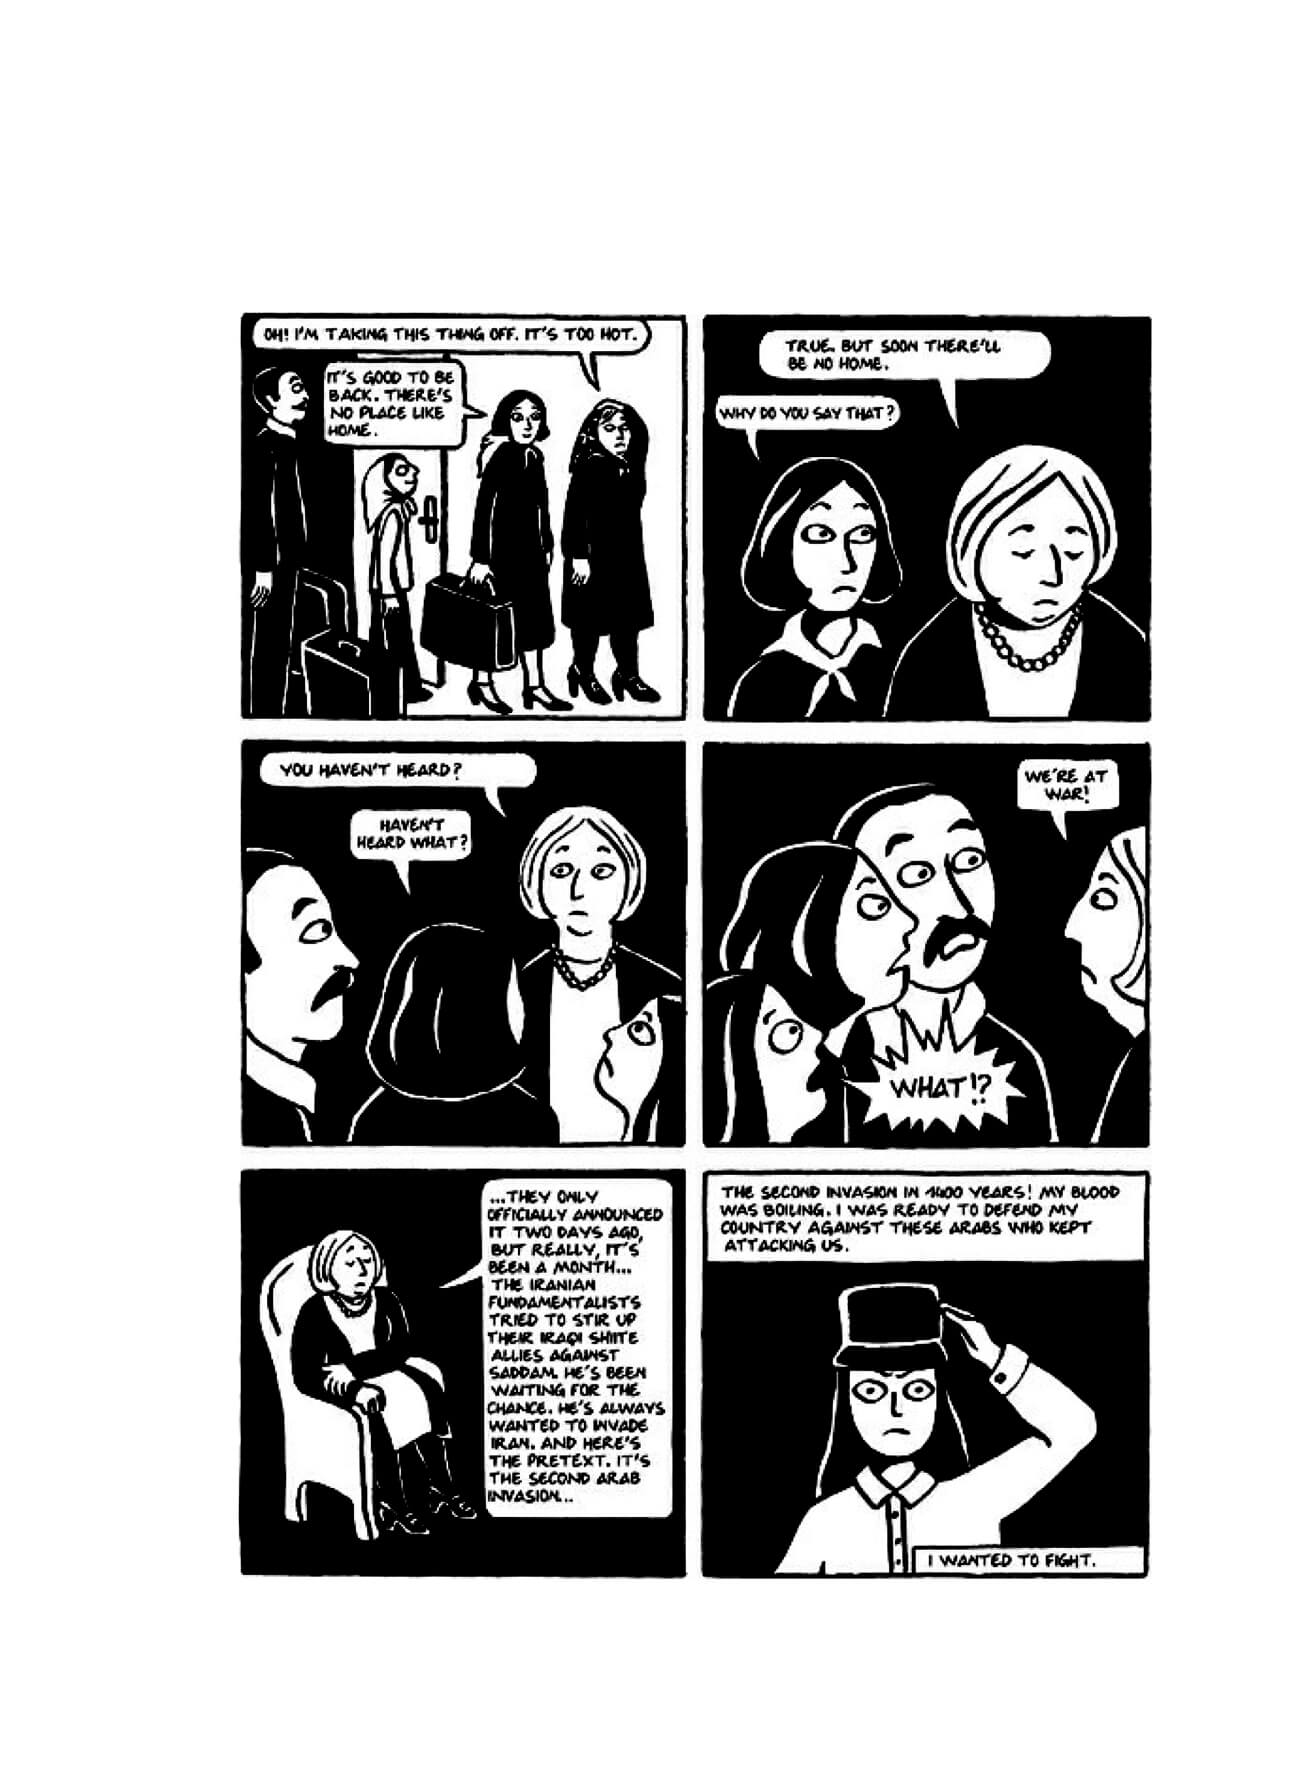 OH! I'M TAKING THIS THING OFF. IT'S TOO HOT.
IT'S GOOD TO BE
BACK. THERE'S
NO PLACE LIKE
HOME.
TRUE. BUT SOON THERE'LL
BE NO HOME.
WHY DO YOU SAY THAT?
YOU HAVEN'T HEARD?
HAVEN'T
HEARD WHAT?
WE'RE AT
WAR!
WHAT!?
...THEY ONLY
OFFICIALLY ANNOUNCED
IT TWO DAYS AGO,
BUT REALLY, IT'S
BEEN A MONTH...
THE IRANIAN
FUNDAMENTALISTS
TRIED TO STIR UP
THEIR IRAQI SHIITE
ALLIES AGAINST
SADDAM. HE'S BEEN
WAITING FOR THE
CHANCE. HE'S ALWAYS
WANTED TO INVADE
IRAN. AND HERE'S
THE PRETEXT. IT'S
THE SECOND ARAB
INVASION...
THE SECOND INVASION IN 1400 YEARS! MY BLOOD
WAS BOILING. I WAS READY TO DEFEND MY
COUNTRY AGAINST THESE ARABS WHO KEPT
ATTACKING US.
I WANTED TO FIGHT.